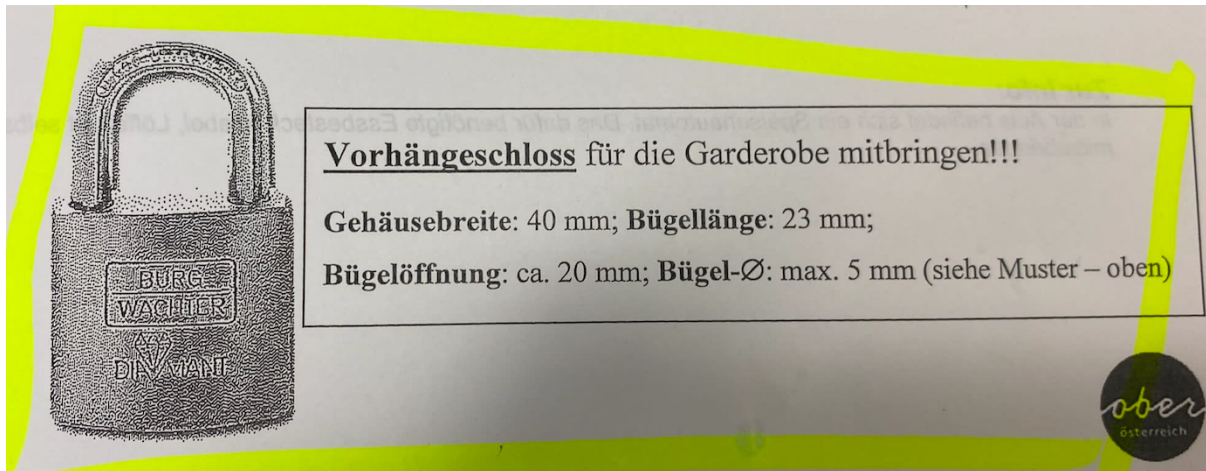 Vorhängeschloss für die Garderobe mitbringen!!!
Gehäusebreite: 40 mm; Bügellänge: 23 mm;
Bügelöffnung: ca. 20 mm; Bügel-Ø: max. 5 mm (siehe Muster – oben)
BURG
WÄCHTER
DIAMANT
ober
österreich